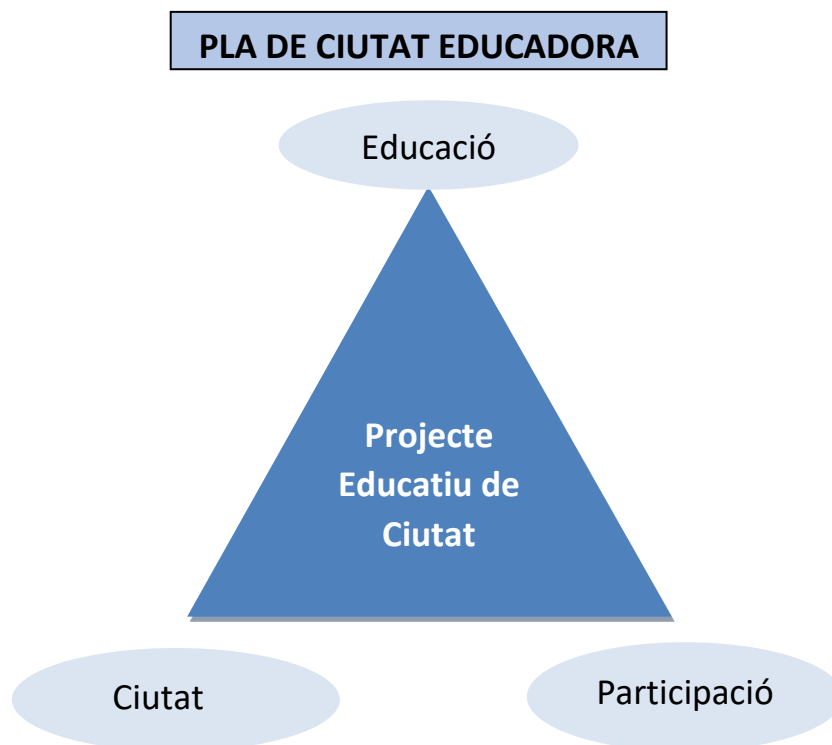 PLA DE CIUTAT EDUCADORA
Educació
Projecte
Educatiu de
Ciutat
Ciutat
Participació